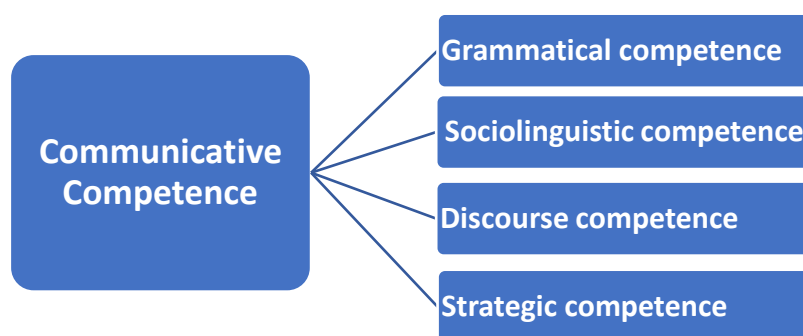 Communicative
Competence
Grammatical competence
Sociolinguistic competence
Discourse competence
Strategic competence